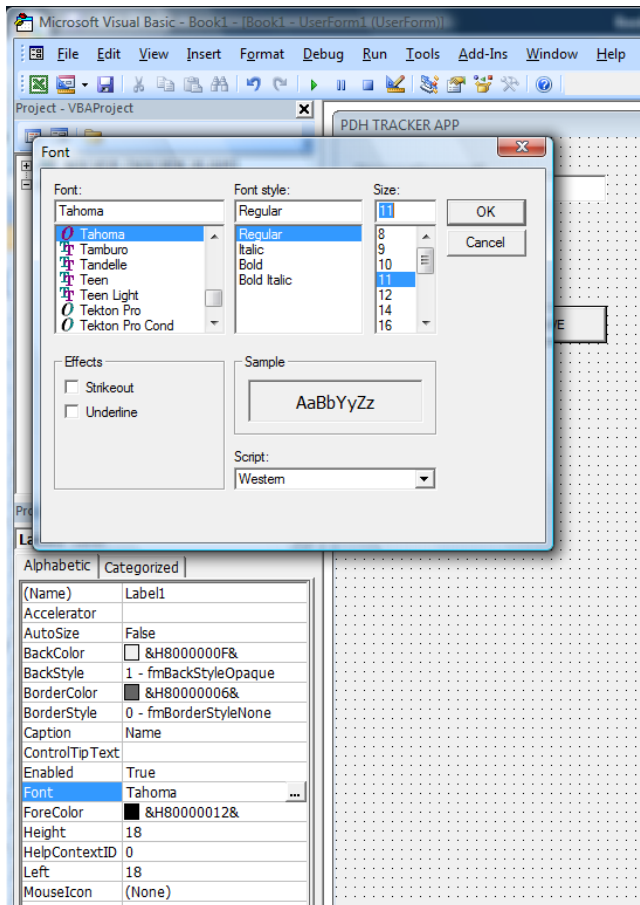 Microsoft Visual Basic - Book1 - [Book1 - UserForm1 (UserForm)]
File Edit View Insert Format Debug Run Tools Add-Ins Window Help
Project - VBAProject
PDH TRACKER APP
Font
Font: Font style: Size:
Tahoma Regular 11 OK
Tahoma Regular 8
Tamburo Italic 9 Cancel
Tandelle Bold 10
Teen Bold Italic 11
Teen Light 12
Tekton Pro 14
Tekton Pro Cond 16
Effects Sample
Strikeout
Underline AaBbYyZz
Script:
Western
Alphabetic Categorized
(Name) Label1
Accelerator
AutoSize False
BackColor &H8000000F&
BackStyle 1 - fmBackStyleOpaque
BorderColor &H80000006&
BorderStyle 0 - fmBorderStyleNone
Caption Name
ControlTipText
Enabled True
Font Tahoma ...
ForeColor &H80000012&
Height 18
HelpContextID 0
Left 18
MouseIcon (None)